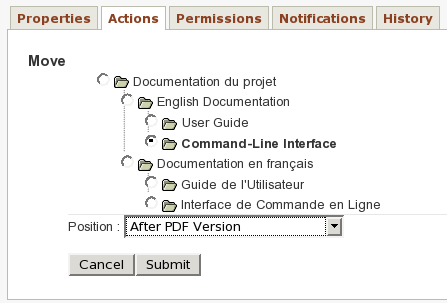 Properties Actions Permissions Notifications History
Move
Documentation du projet
English Documentation
User Guide
Command-Line Interface
Documentation en français
Guide de l'Utilisateur
Interface de Commande en Ligne
Position : After PDF Version
Cancel Submit